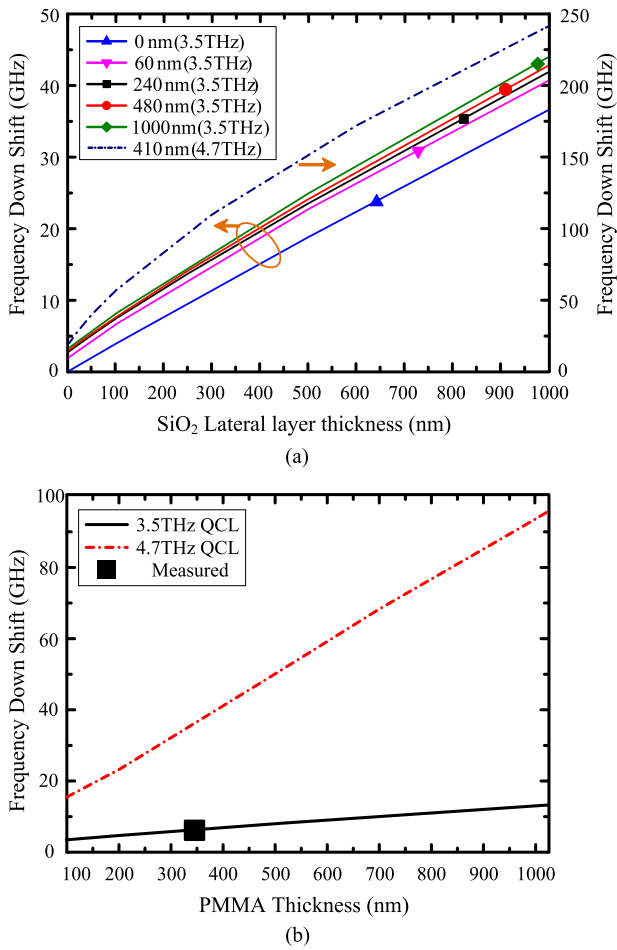 50
40
30
20
10
0
Frequency Down Shift (GHz)
0 nm(3.5THz)
60 nm(3.5THz)
240 nm(3.5THz)
480 nm(3.5THz)
1000nm(3.5THz)
410nm(4.7THz)
250
200
150
100
50
0
Frequency Down Shift (GHz)
0 100 200 300 400 500 600 700 800 900 1000
SiO₂ Lateral layer thickness (nm)
(a)
100
80
60
40
20
0
Frequency Down Shift (GHz)
3.5THz QCL
4.7THz QCL
Measured
100 200 300 400 500 600 700 800 900 1000
PMMA Thickness (nm)
(b)